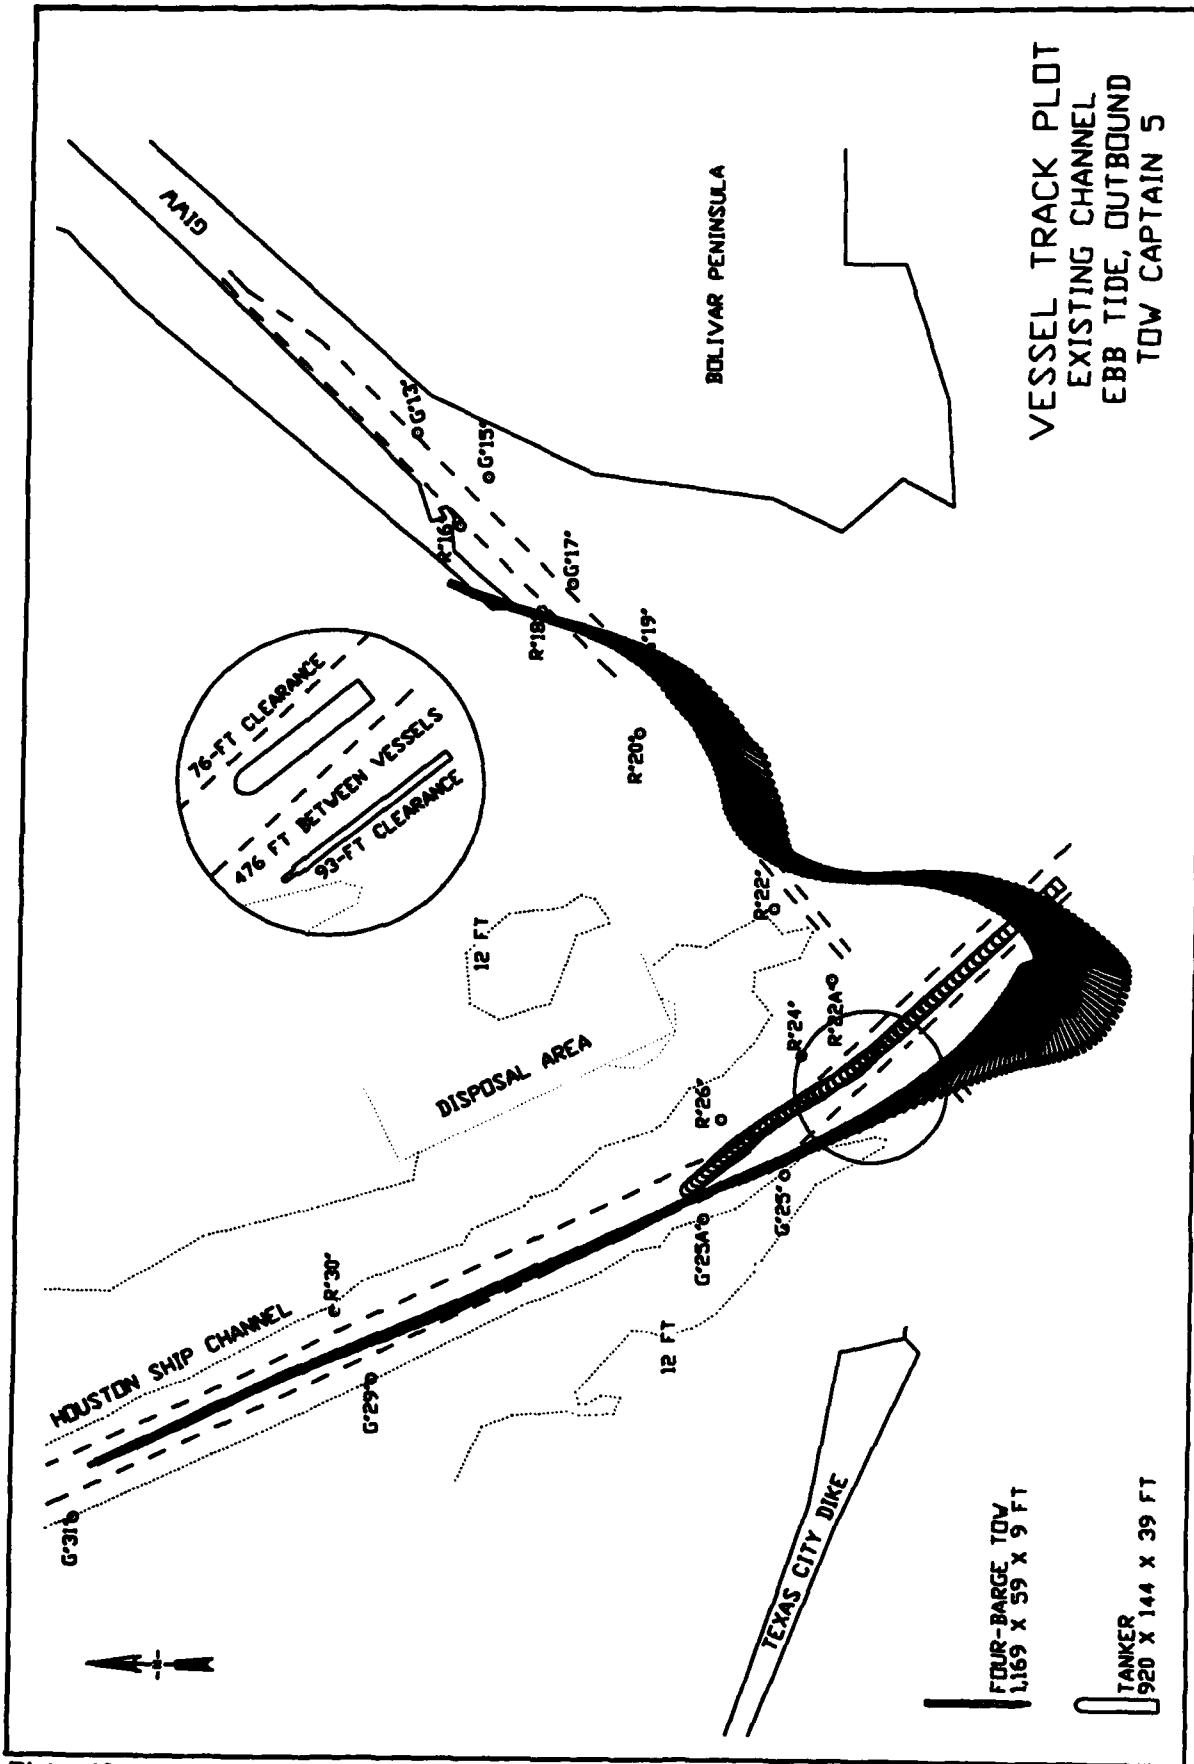 VESSEL TRACK PLOT
EXISTING CHANNEL
EBB TIDE, OUTBOUND
TOW CAPTAIN 5
GIWW
BOLIVAR PENINSULA
G"13"
G"15"
R"16"
G"17"
R"18"
"19"
R"20"
R"22"
R"22A"
R"24"
R"26"
G"25"
G"25A"
R"30"
G"29"
G"31"
76-FT CLEARANCE
476 FT BETWEEN VESSELS
93-FT CLEARANCE
12 FT
DISPOSAL AREA
HOUSTON SHIP CHANNEL
12 FT
TEXAS CITY DIKE
N
FOUR-BARGE TOW
1,169 X 59 X 9 FT
TANKER
920 X 144 X 39 FT